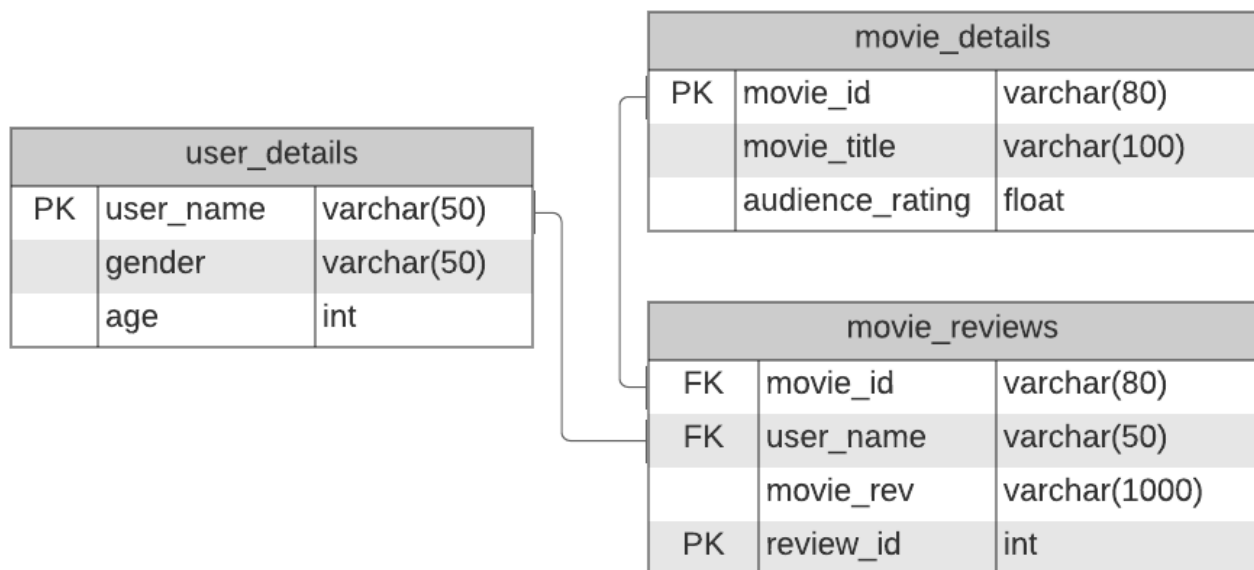 user_details
PK user_name varchar(50)
gender varchar(50)
age int
movie_details
PK movie_id varchar(80)
movie_title varchar(100)
audience_rating float
movie_reviews
FK movie_id varchar(80)
FK user_name varchar(50)
movie_rev varchar(1000)
PK review_id int